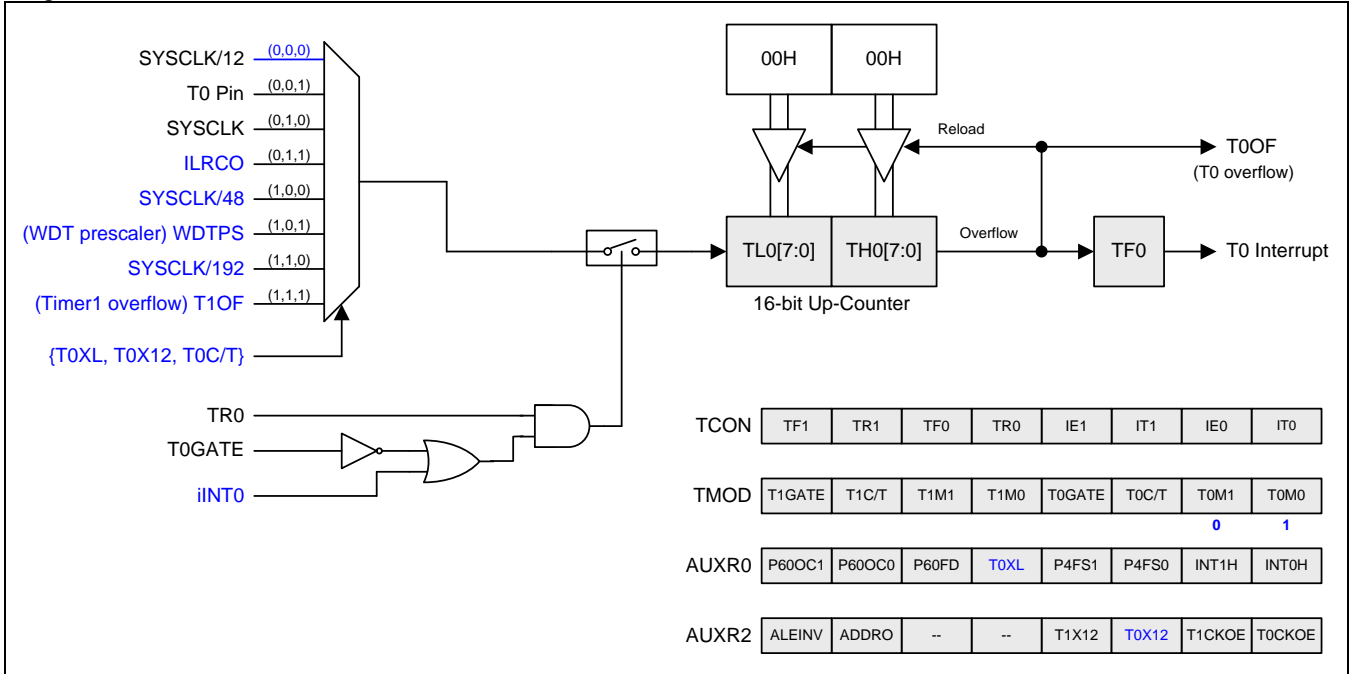 SYSCLK/12 (0,0,0)
T0 Pin (0,0,1)
SYSCLK (0,1,0)
ILRCO (0,1,1)
SYSCLK/48 (1,0,0)
(WDT prescaler) WDTPS (1,0,1)
SYSCLK/192 (1,1,0)
(Timer1 overflow) T1OF (1,1,1)
{T0XL, T0X12, T0C/T}
TR0
T0GATE
iINT0
00H 00H
Reload
T0OF
(T0 overflow)
TL0[7:0] TH0[7:0]
Overflow
TF0
T0 Interrupt
16-bit Up-Counter
TCON TF1 TR1 TF0 TR0 IE1 IT1 IE0 IT0
TMOD T1GATE T1C/T T1M1 T1M0 T0GATE T0C/T T0M1 T0M0
0 1
AUXR0 P60OC1 P60OC0 P60FD T0XL P4FS1 P4FS0 INT1H INT0H
AUXR2 ALEINV ADDRO -- -- T1X12 T0X12 T1CKOE T0CKOE